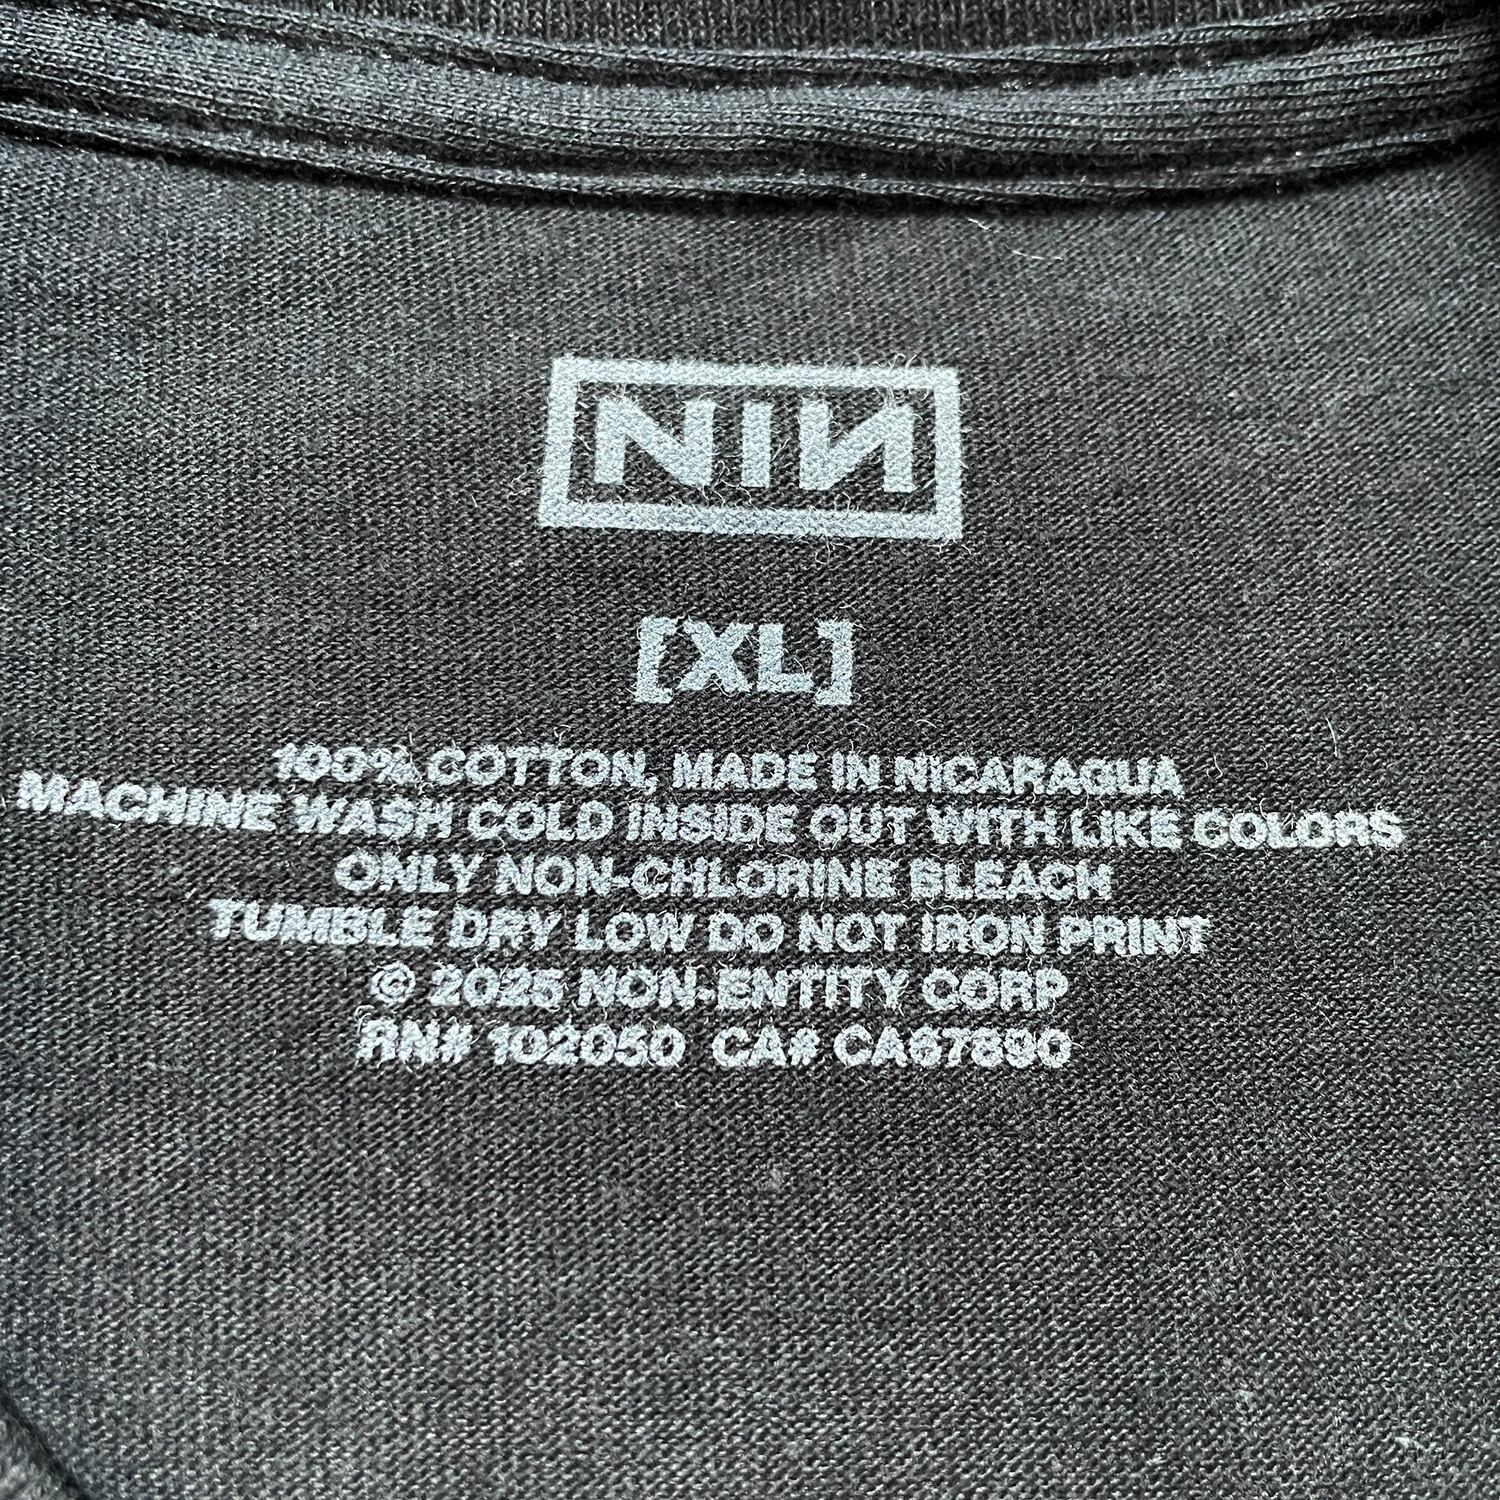 NIN
[XL]
100% COTTON, MADE IN NICARAGUA
MACHINE WASH COLD INSIDE OUT WITH LIKE COLORS
ONLY NON-CHLORINE BLEACH
TUMBLE DRY LOW DO NOT IRON PRINT
© 2025 NON-ENTITY CORP
RN# 102050 CA# CA67890